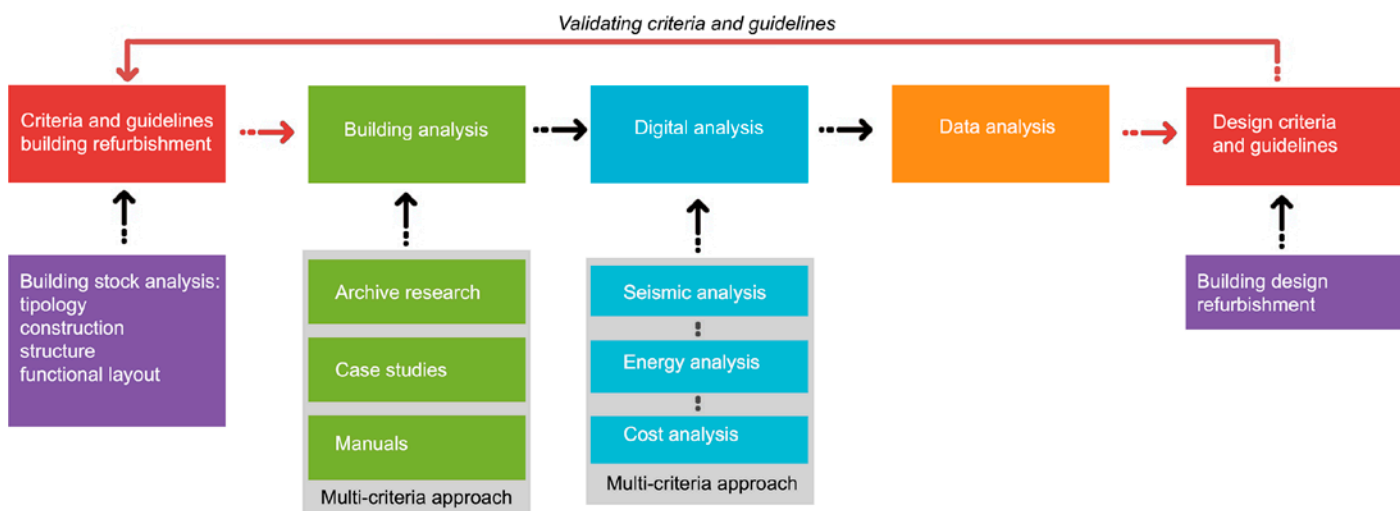 Validating criteria and guidelines
Criteria and guidelines
building refurbishment
Building analysis
Digital analysis
Data analysis
Design criteria
and guidelines
Building stock analysis:
tipology
construction
structure
functional layout
Archive research
Case studies
Manuals
Multi-criteria approach
Seismic analysis
Energy analysis
Cost analysis
Multi-criteria approach
Building design
refurbishment